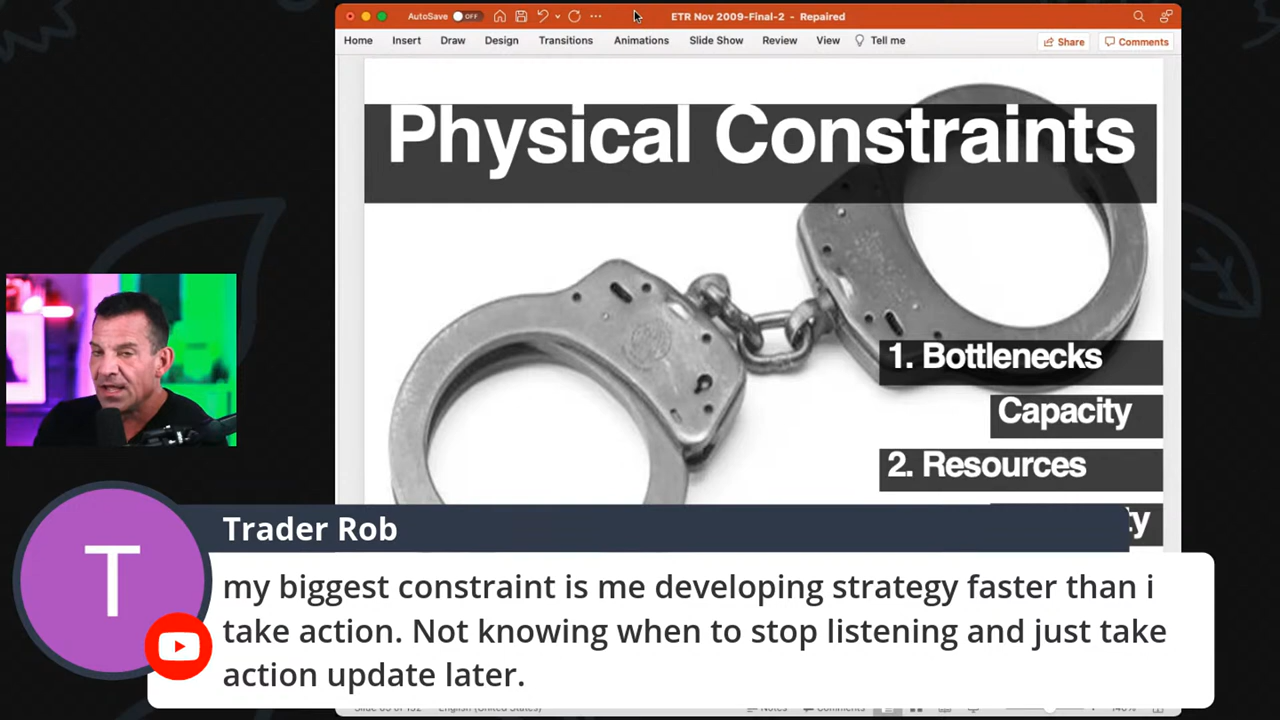 AutoSave OFF
ETR Nov 2009-Final-2 - Repaired
Home Insert Draw Design Transitions Animations Slide Show Review View Tell me
Share Comments
Physical Constraints
1. Bottlenecks
Capacity
2. Resources
Trader Rob
T
my biggest constraint is me developing strategy faster than i
take action. Not knowing when to stop listening and just take
action update later.